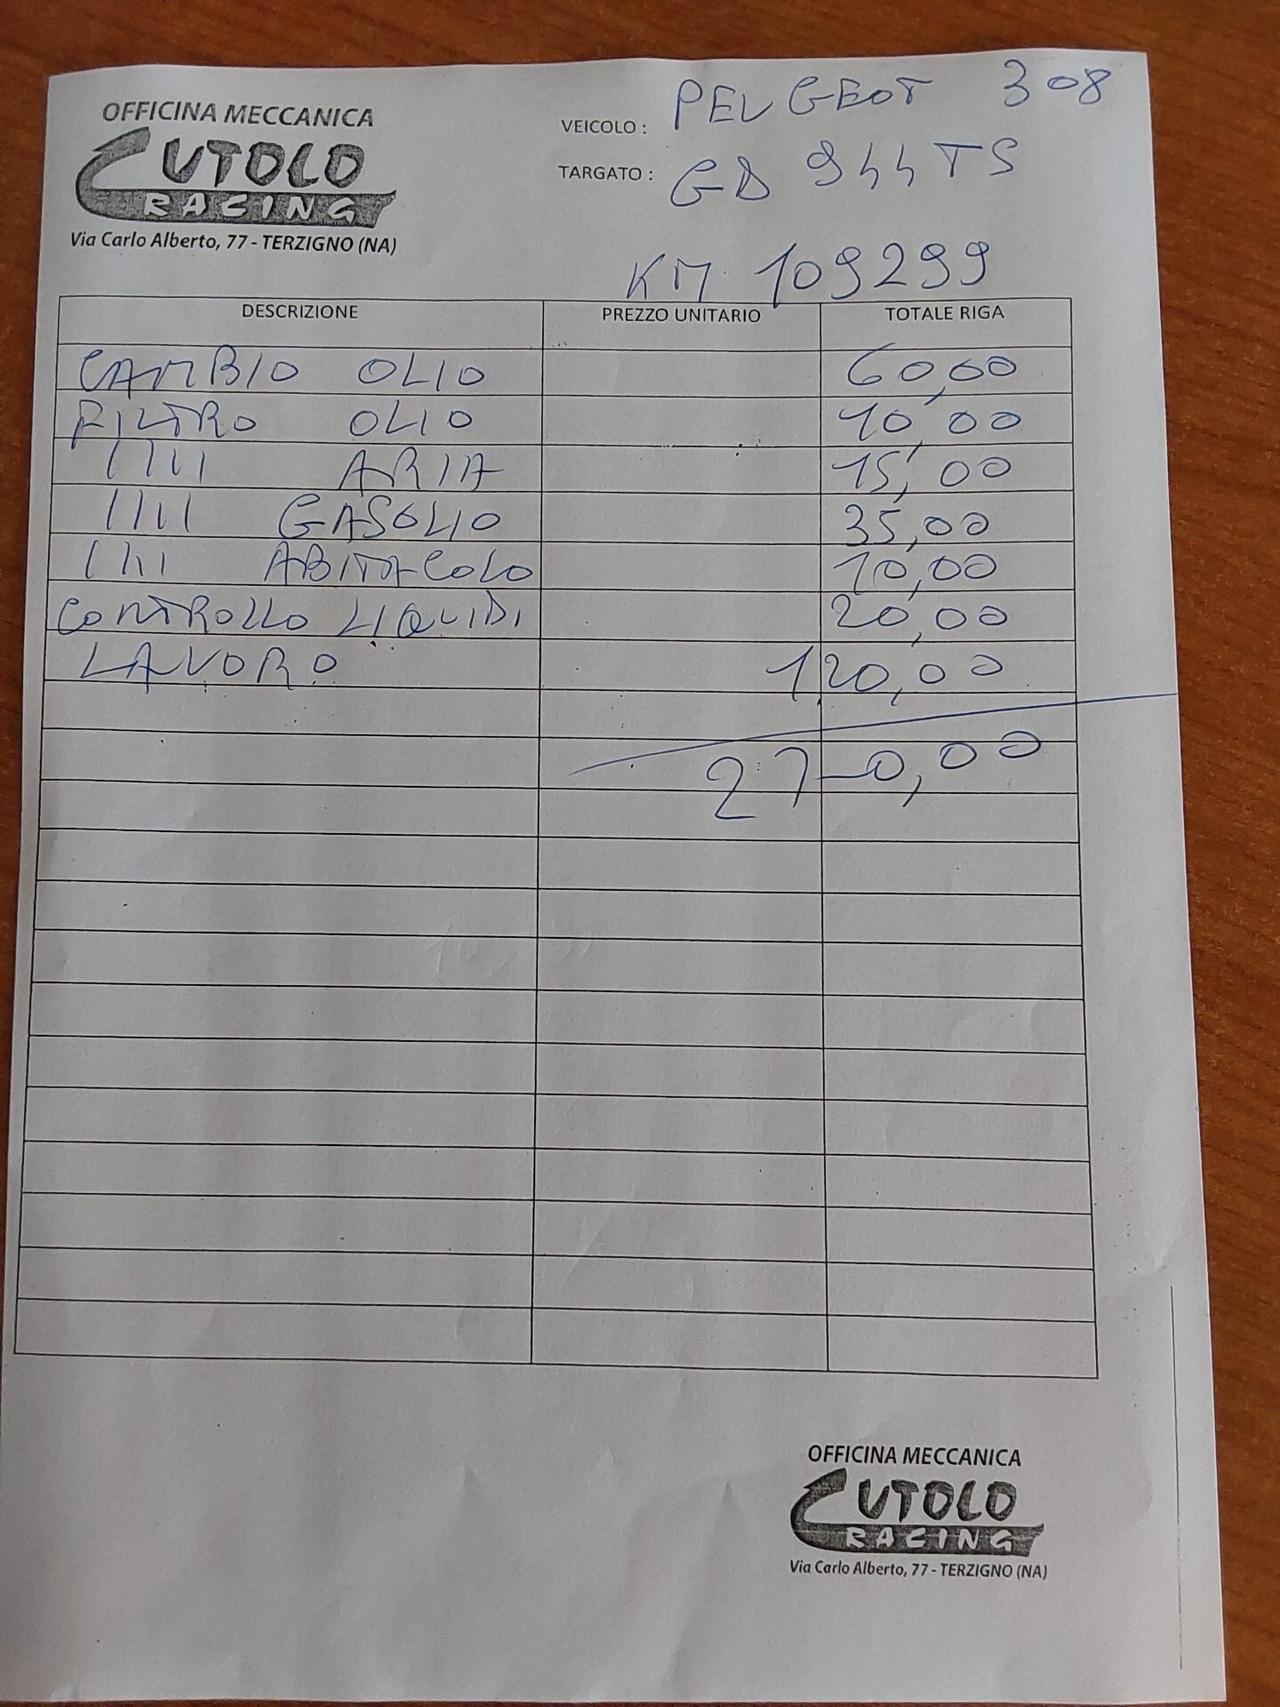 OFFICINA MECCANICA
CUTOLO
RACING
Via Carlo Alberto, 77 - TERZIGNO (NA)
VEICOLO : PEUGEOT 308
TARGATO : GD 944TS
KM 109299
DESCRIZIONE PREZZO UNITARIO TOTALE RIGA
CAMBIO OLIO 60,00
FILTRO OLIO 10,00
//// ARIA 15,00
//// GASOLIO 35,00
//// ABITACOLO 10,00
CONTROLLO LIQUIDI 20,00
LAVORO 120,00
270,00
OFFICINA MECCANICA
CUTOLO
RACING
Via Carlo Alberto, 77 - TERZIGNO (NA)